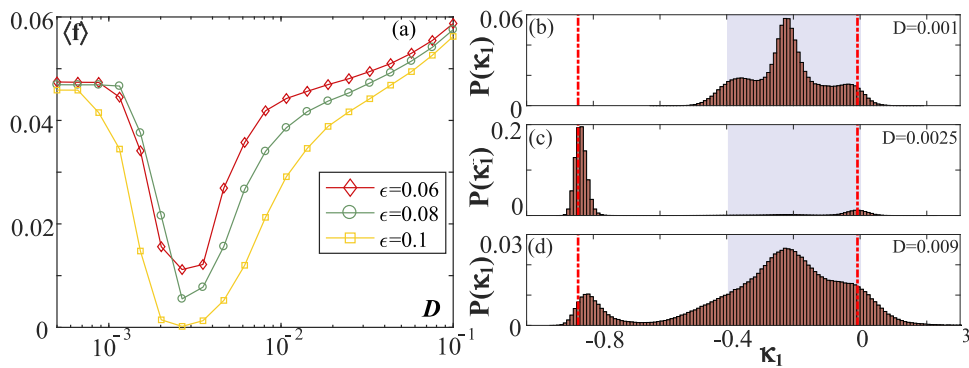 0.06
⟨f⟩
(a)
0.04
0.02
0
ϵ=0.06
ϵ=0.08
ϵ=0.1
D
10⁻³
10⁻²
10⁻¹
0.06
(b)
D=0.001
P(κ₁)
0
0.2
(c)
D=0.0025
P(κ₁)
0
0.03
(d)
D=0.009
P(κ₁)
0
-0.8
-0.4
0
3
κ₁